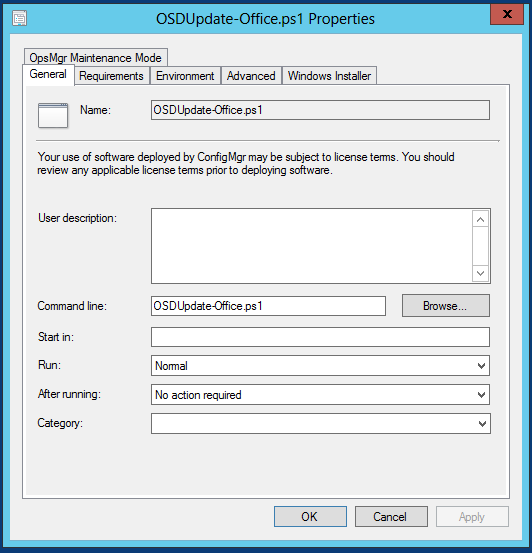 OSDUpdate-Office.ps1 Properties
x
OpsMgr Maintenance Mode
General Requirements Environment Advanced Windows Installer
Name: OSDUpdate-Office.ps1
Your use of software deployed by ConfigMgr may be subject to license terms. You should
review any applicable license terms prior to deploying software.
User description:
Command line: OSDUpdate-Office.ps1 Browse...
Start in:
Run: Normal
After running: No action required
Category:
OK Cancel Apply